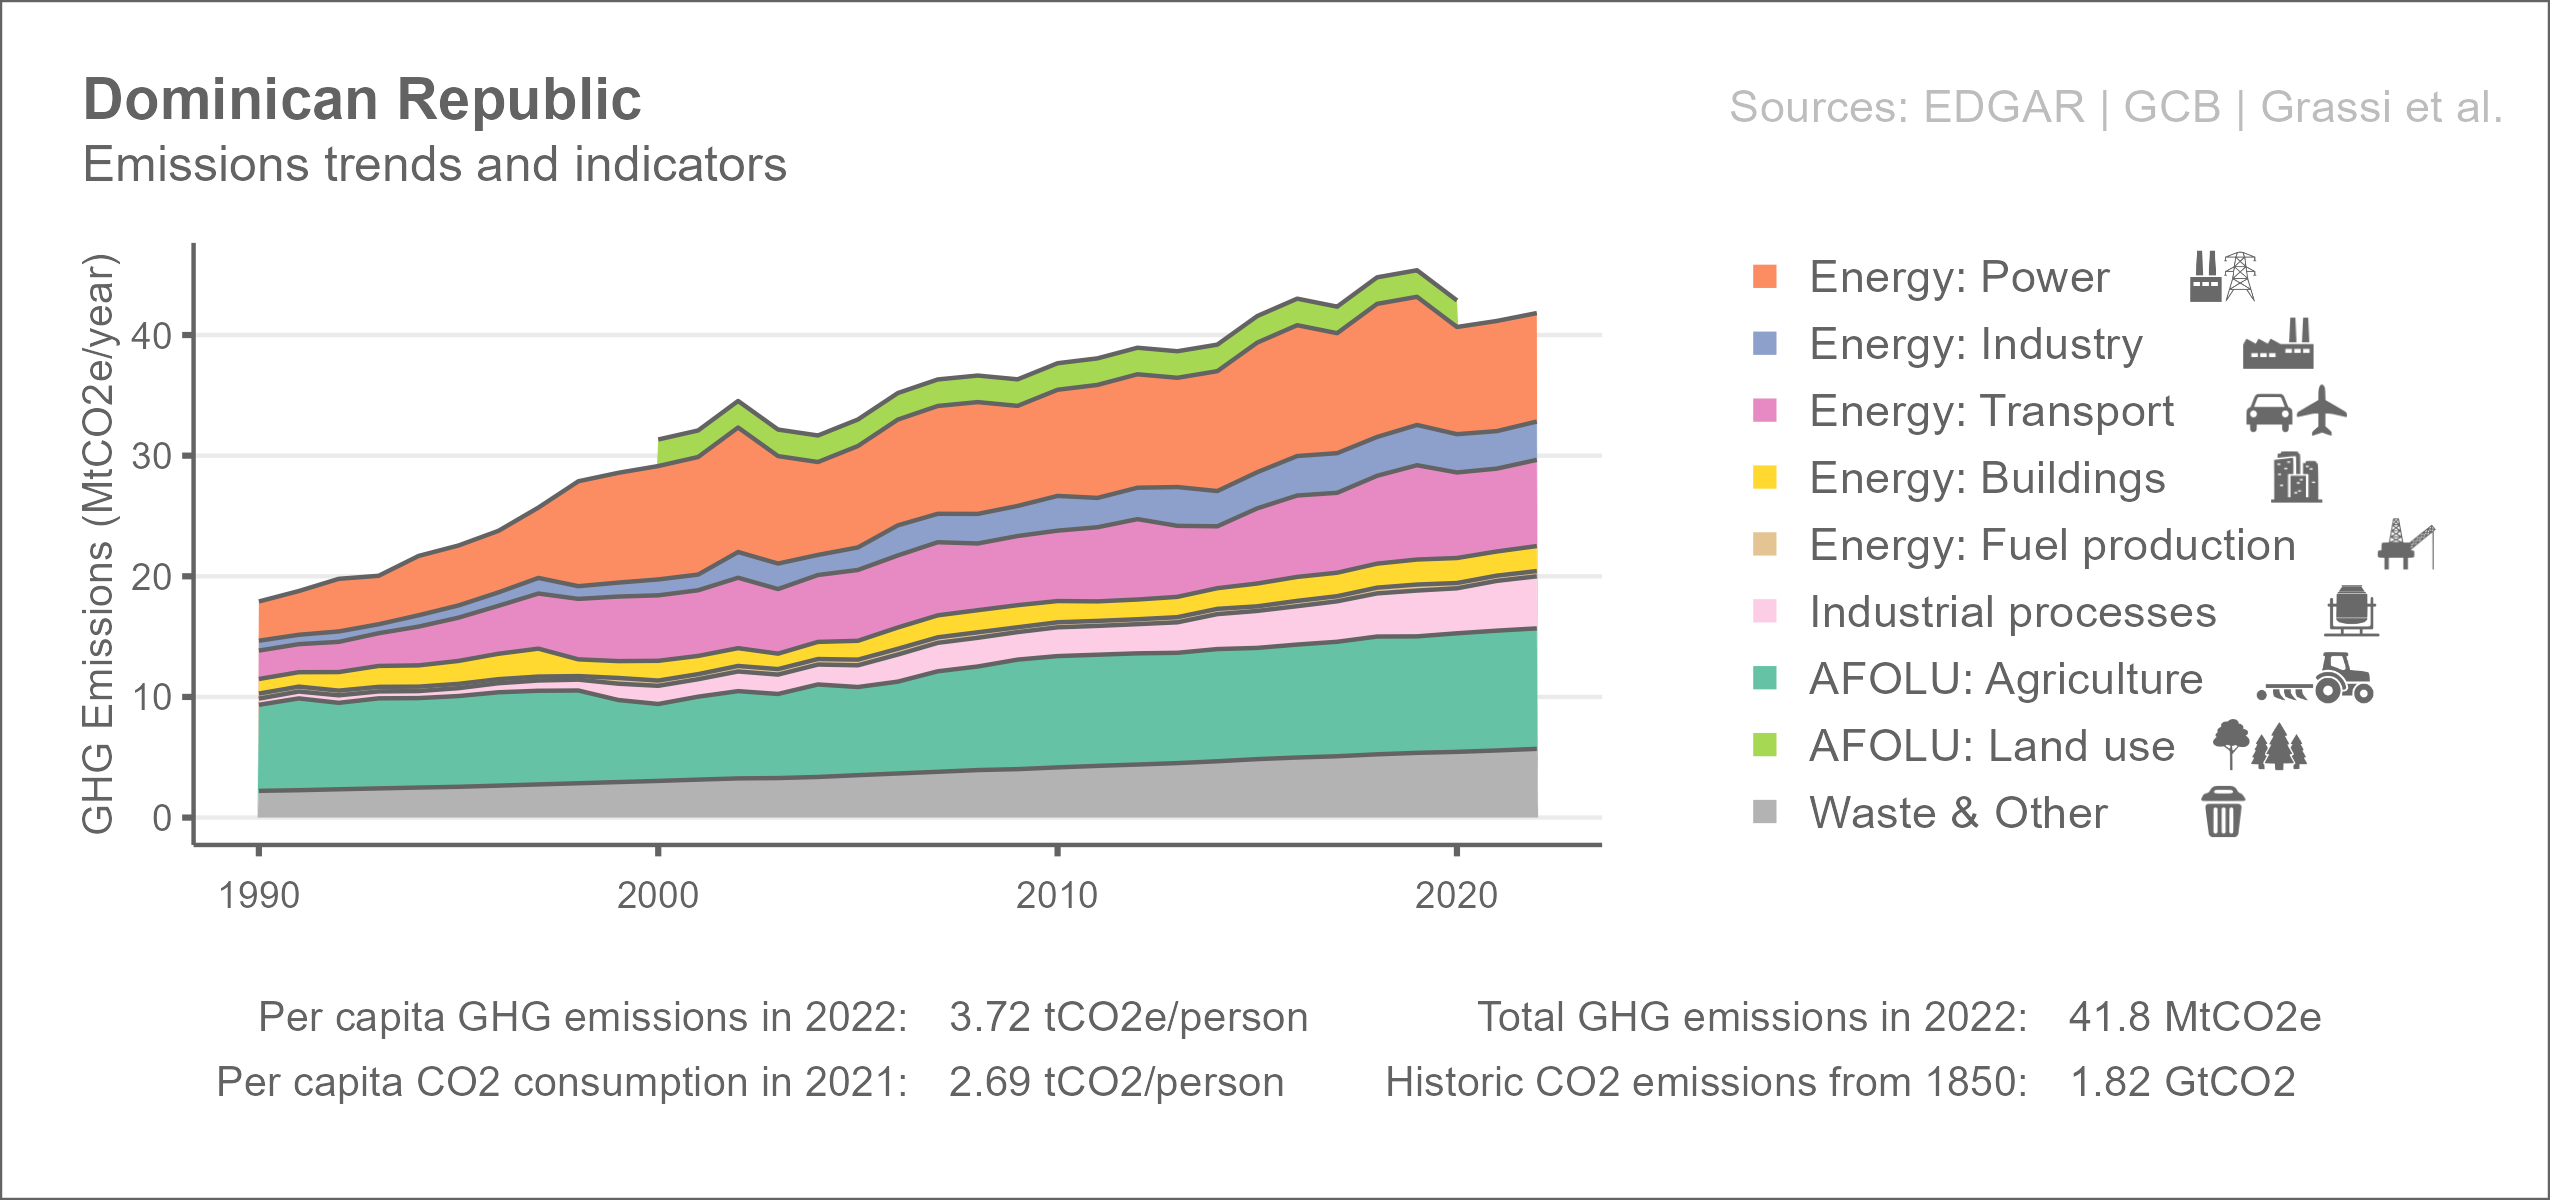 Dominican Republic
Sources: EDGAR | GCB | Grassi et al.
Emissions trends and indicators
GHG Emissions (MtCO2e/year)
40
30
20
10
0
1990 2000 2010 2020
Energy: Power
Energy: Industry
Energy: Transport
Energy: Buildings
Energy: Fuel production
Industrial processes
AFOLU: Agriculture
AFOLU: Land use
Waste & Other
Per capita GHG emissions in 2022: 3.72 tCO2e/person
Total GHG emissions in 2022: 41.8 MtCO2e
Per capita CO2 consumption in 2021: 2.69 tCO2/person
Historic CO2 emissions from 1850: 1.82 GtCO2